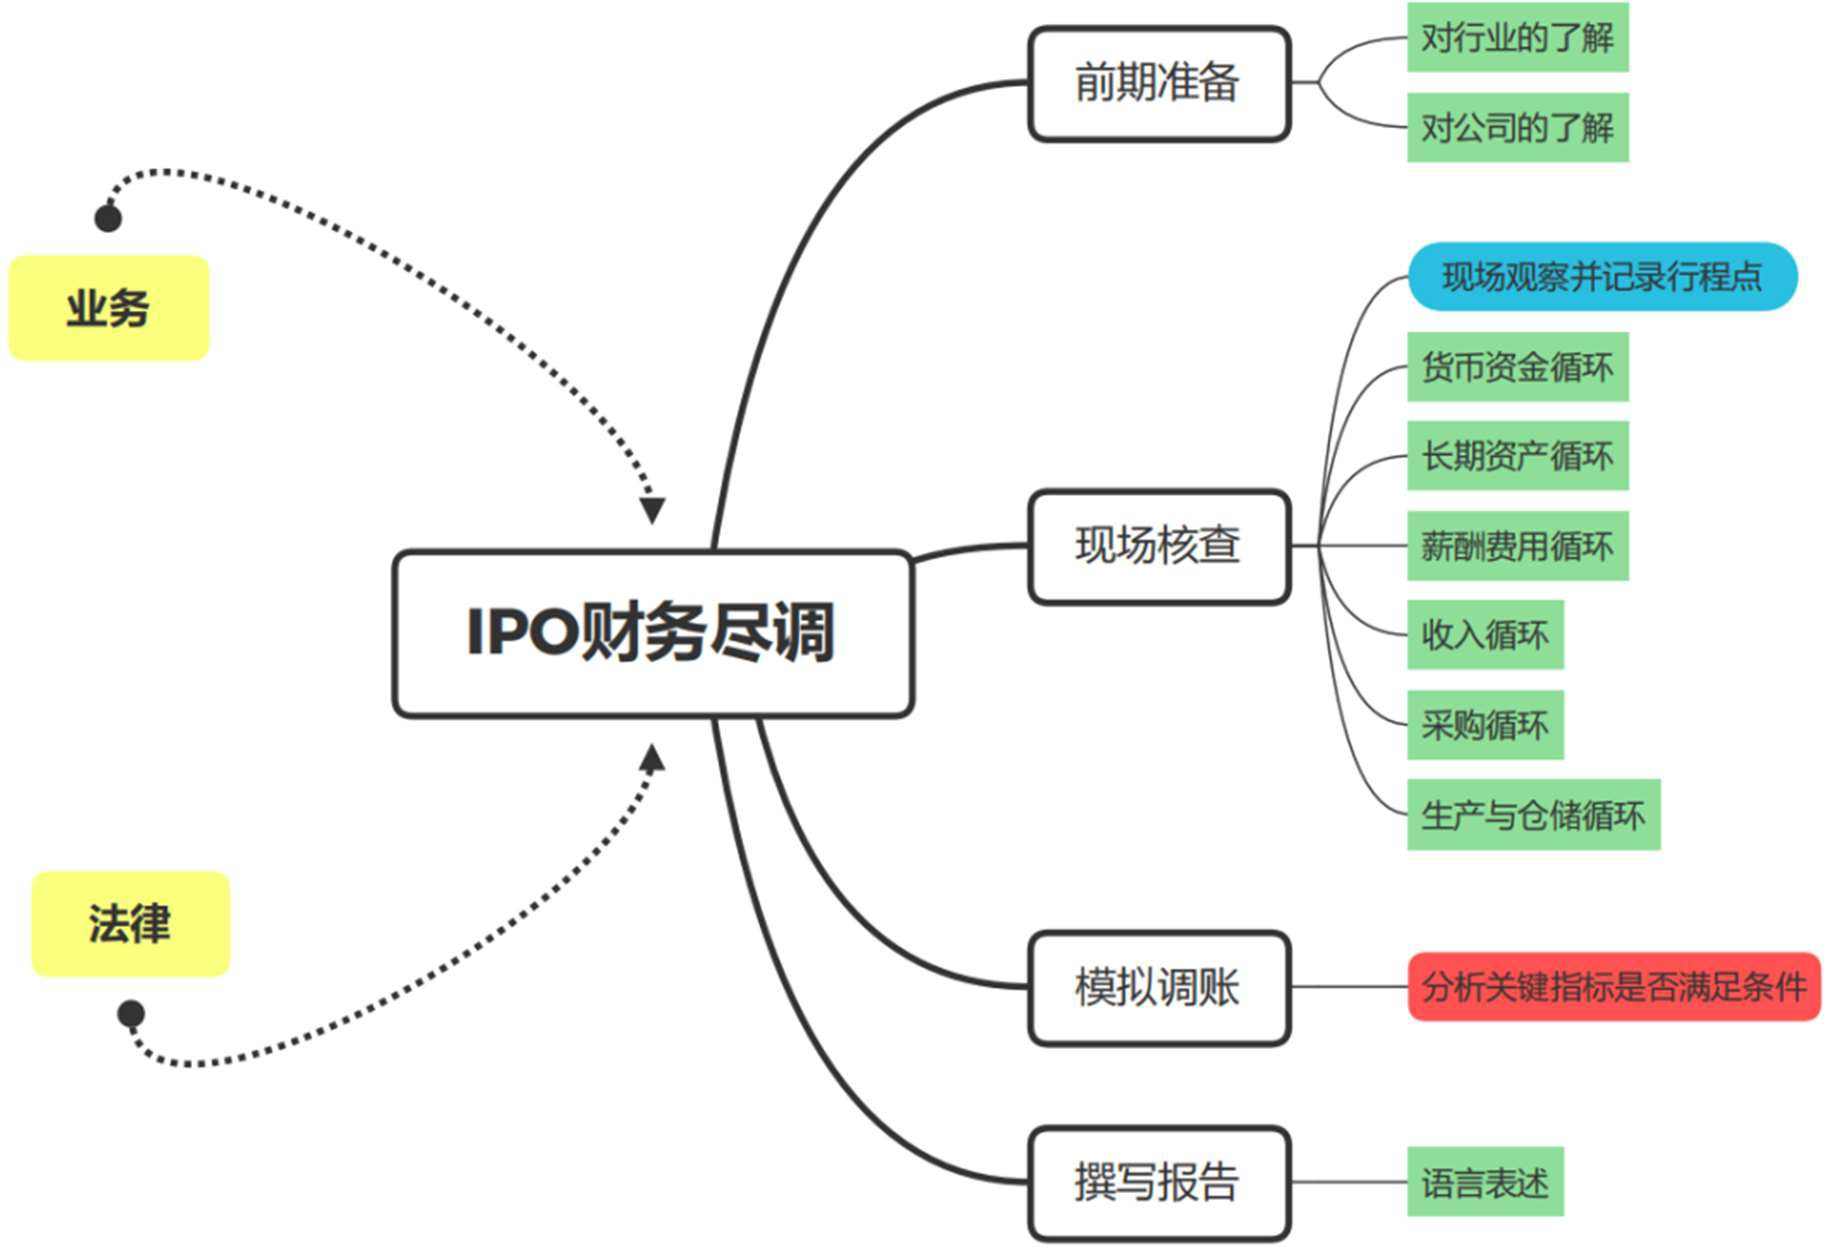 业务
法律
IPO财务尽调
前期准备
对行业的了解
对公司的了解
现场核查
现场观察并记录行程点
货币资金循环
长期资产循环
薪酬费用循环
收入循环
采购循环
生产与仓储循环
模拟调账
分析关键指标是否满足条件
撰写报告
语言表述